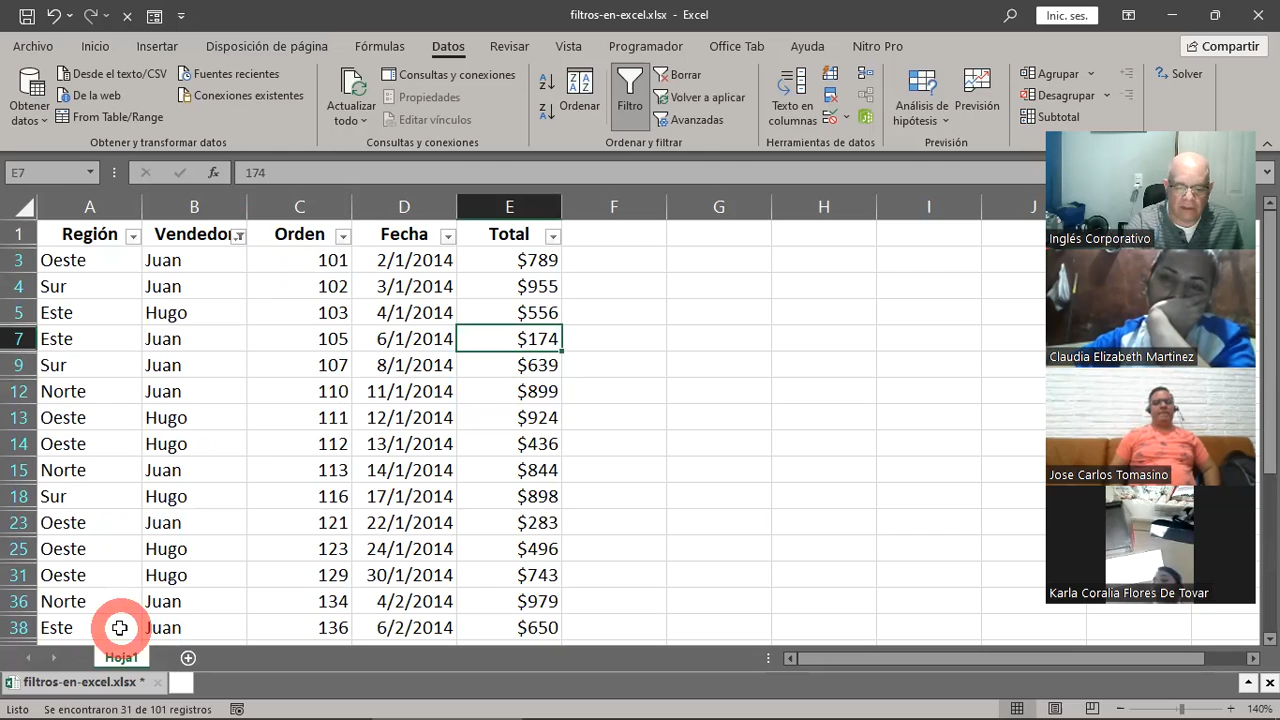 filtros-en-excel.xlsx - Excel
Inic. ses.
Archivo Inicio Insertar Disposición de página Fórmulas Datos Revisar Vista Programador Office Tab Ayuda Nitro Pro Compartir
Obtener datos
Desde el texto/CSV
De la web
From Table/Range
Fuentes recientes
Conexiones existentes
Obtener y transformar datos
Actualizar todo
Consultas y conexiones
Propiedades
Editar vínculos
Consultas y conexiones
Ordenar
Filtro
Borrar
Volver a aplicar
Avanzadas
Ordenar y filtrar
Texto en columnas
Herramientas de datos
Análisis de hipótesis
Previsión
Previsión
Agrupar
Desagrupar
Subtotal
Solver
E7 fx 174
A B C D E F G H I J
1 Región Vendedor Orden Fecha Total
3 Oeste Juan 101 2/1/2014 $789
4 Sur Juan 102 3/1/2014 $955
5 Este Hugo 103 4/1/2014 $556
7 Este Juan 105 6/1/2014 $174
9 Sur Juan 107 8/1/2014 $639
12 Norte Juan 110 11/1/2014 $899
13 Oeste Hugo 111 12/1/2014 $924
14 Oeste Hugo 112 13/1/2014 $436
15 Norte Juan 113 14/1/2014 $844
18 Sur Hugo 116 17/1/2014 $898
23 Oeste Juan 121 22/1/2014 $283
25 Oeste Hugo 123 24/1/2014 $496
31 Oeste Hugo 129 30/1/2014 $743
36 Norte Juan 134 4/2/2014 $979
38 Este Juan 136 6/2/2014 $650
Inglés Corporativo
Claudia Elizabeth Martinez
Jose Carlos Tomasino
Karla Coralia Flores De Tovar
Hoja1
filtros-en-excel.xlsx *
Listo Se encontraron 31 de 101 registros 140%